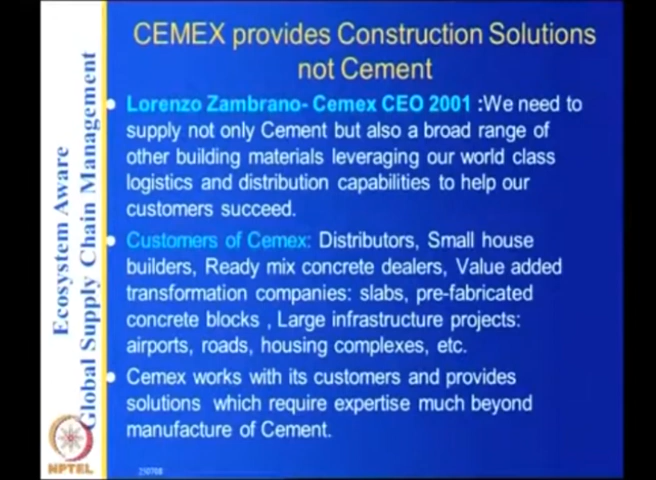 CEMEX provides Construction Solutions
not Cement
Lorenzo Zambrano- Cemex CEO 2001 :We need to
supply not only Cement but also a broad range of
other building materials leveraging our world class
logistics and distribution capabilities to help our
customers succeed.
Customers of Cemex: Distributors, Small house
builders, Ready mix concrete dealers, Value added
transformation companies: slabs, pre-fabricated
concrete blocks , Large infrastructure projects:
airports, roads, housing complexes, etc.
Cemex works with its customers and provides
solutions which require expertise much beyond
manufacture of Cement.
Ecosystem Aware
Global Supply Chain Management
NPTEL
250708